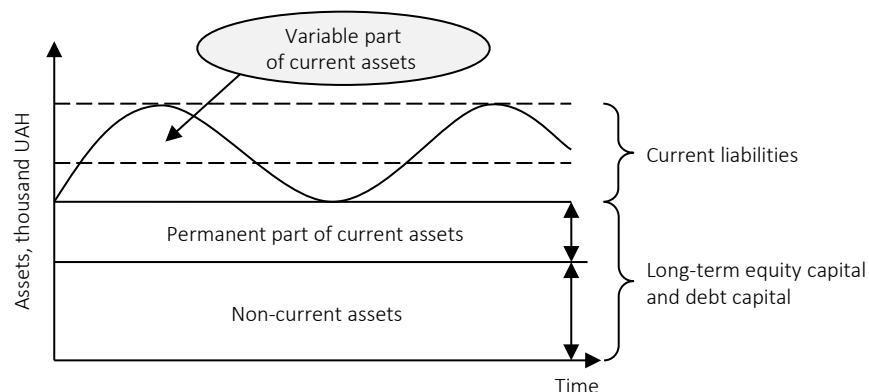 Variable part
of current assets
Assets, thousand UAH
Current liabilities
Permanent part of current assets
Long-term equity capital
and debt capital
Non-current assets
Time